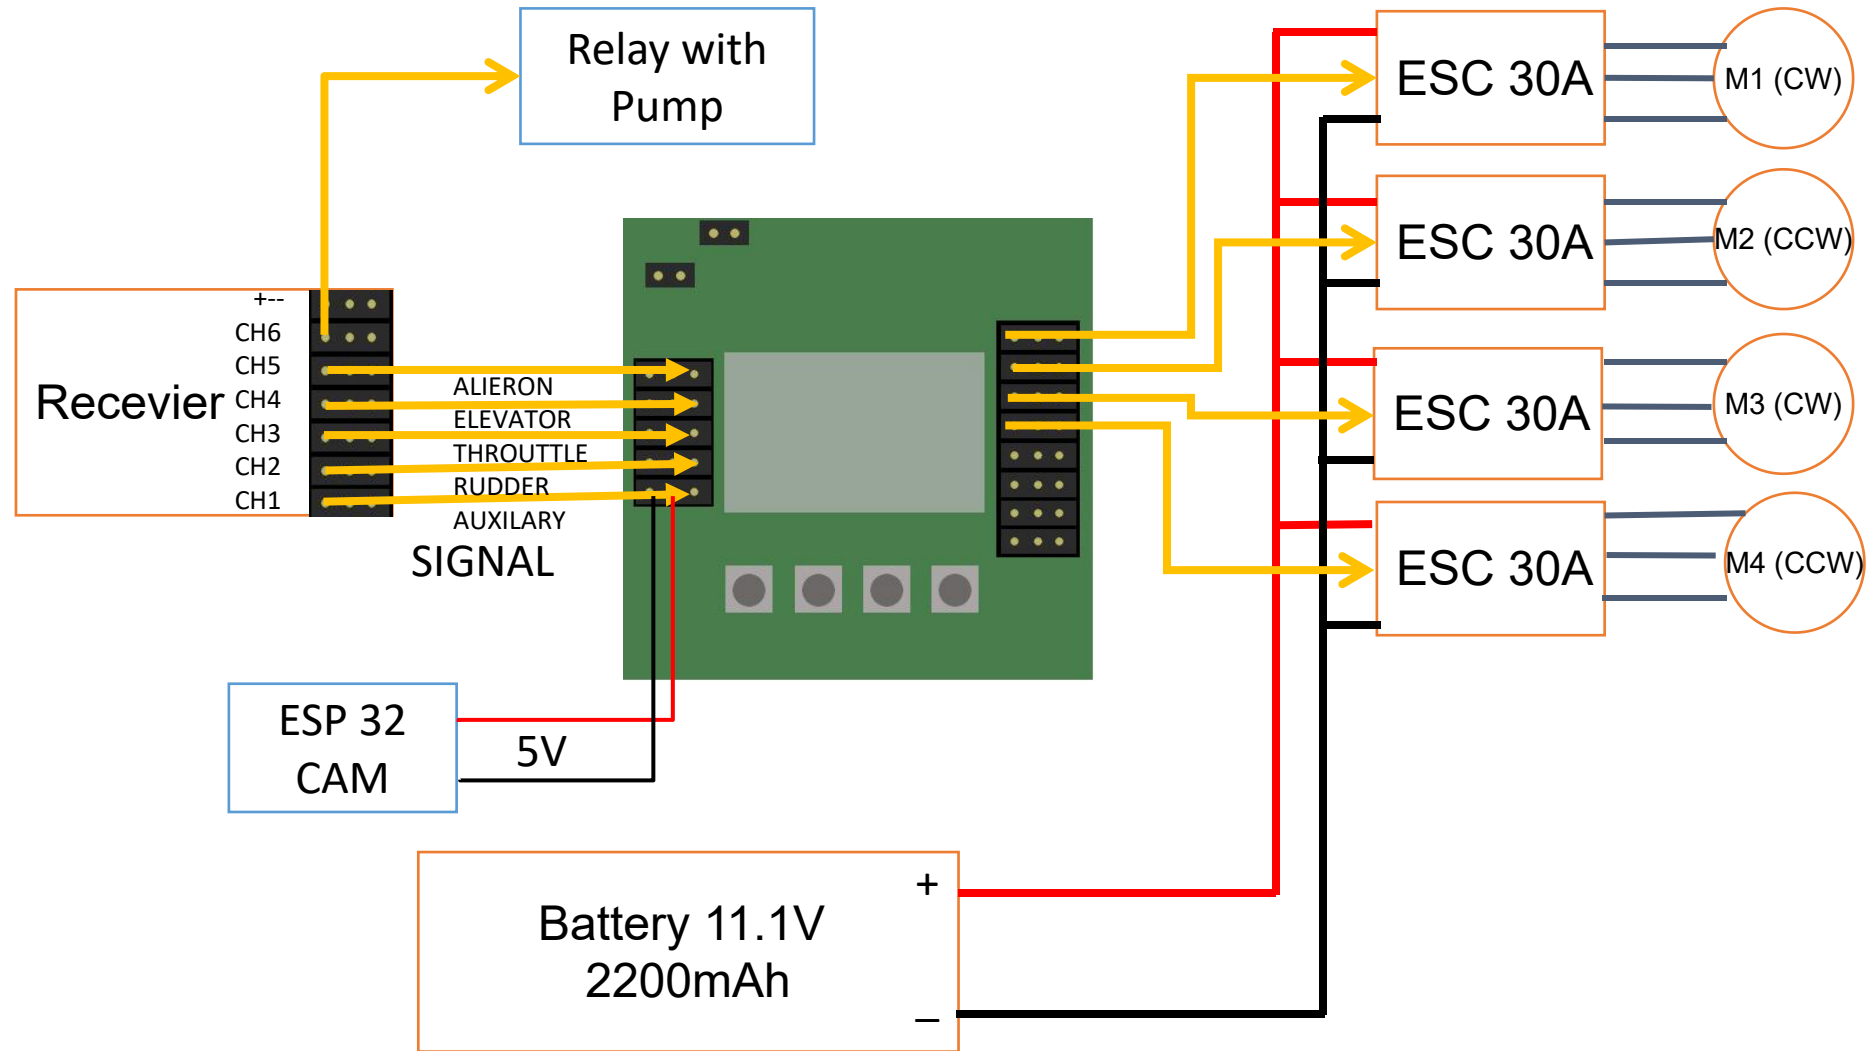 Relay with
Pump
ESC 30A
M1 (CW)
ESC 30A
M2 (CCW)
+--
CH6
CH5
CH4
CH3
CH2
CH1
Recevier
ALIERON
ELEVATOR
THROUTTLE
RUDDER
AUXILARY
SIGNAL
ESC 30A
M3 (CW)
ESC 30A
M4 (CCW)
ESP 32
CAM
5V
+
Battery 11.1V
2200mAh
–